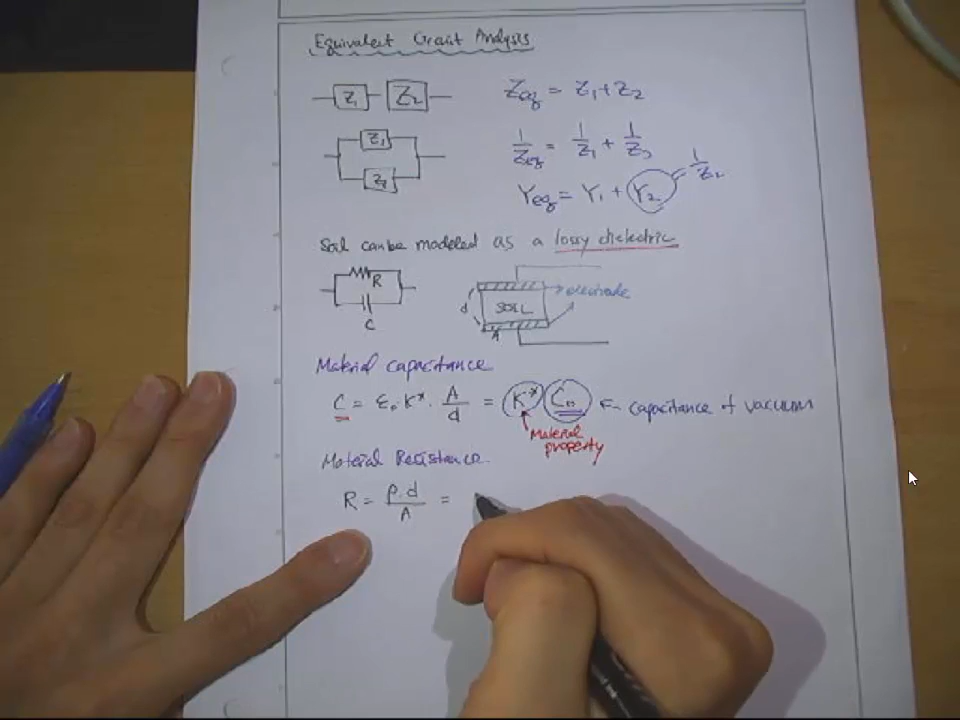 Equivalent Circuit Analysis
Z1 Z2 Zeq = Z1+Z2
Z1
Z2
1/Zeq = 1/Z1 + 1/Z2
Yeq = Y1 + Y2 = 1/Z2
Soil can be modeled as a lossy dielectric
R
C
d SOIL electrode
A
Material capacitance
C = ε₀ K* · A/d = K* C ← capacitance of vacuum
Material property
Material Resistance
R = ρ.d/A =